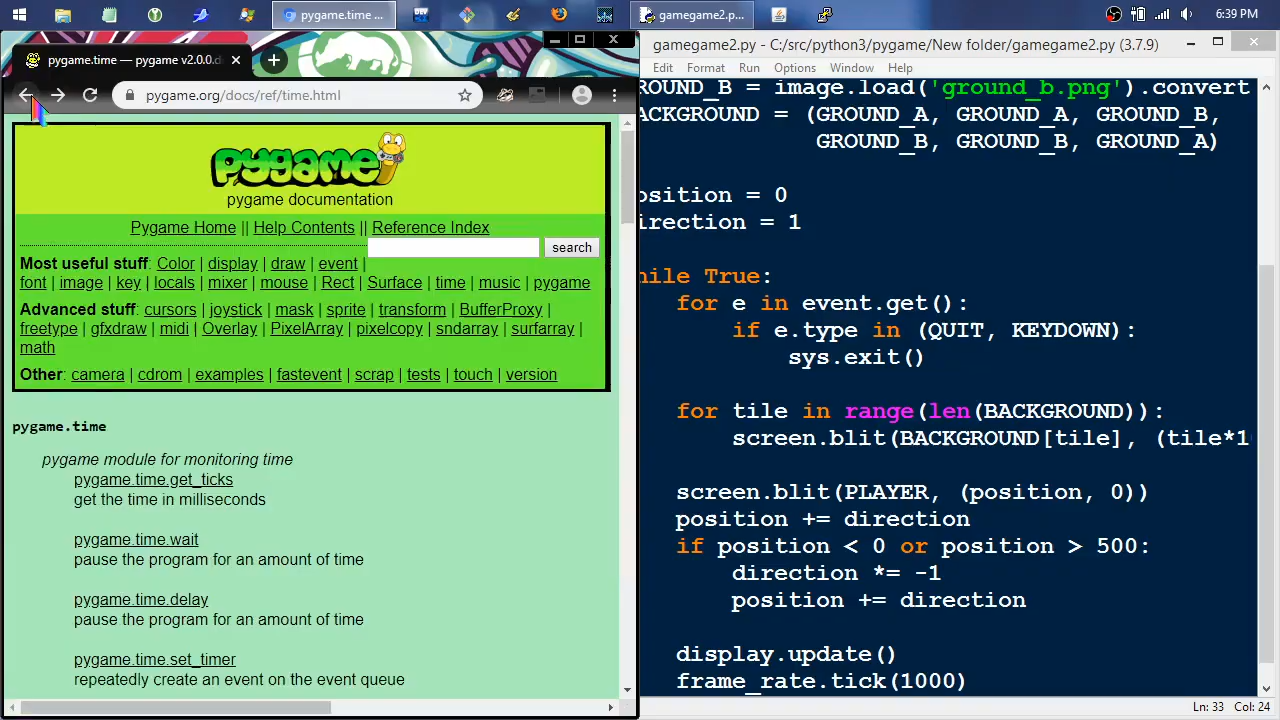 pygame.time ...
gamegame2.p...
6:39 PM
pygame.time — pygame v2.0.0.d
pygame.org/docs/ref/time.html
pygame
pygame documentation
Pygame Home || Help Contents || Reference Index
search
Most useful stuff: Color | display | draw | event |
font | image | key | locals | mixer | mouse | Rect | Surface | time | music | pygame
Advanced stuff: cursors | joystick | mask | sprite | transform | BufferProxy |
freetype | gfxdraw | midi | Overlay | PixelArray | pixelcopy | sndarray | surfarray |
math
Other: camera | cdrom | examples | fastevent | scrap | tests | touch | version
pygame.time
pygame module for monitoring time
pygame.time.get_ticks
get the time in milliseconds
pygame.time.wait
pause the program for an amount of time
pygame.time.delay
pause the program for an amount of time
pygame.time.set_timer
repeatedly create an event on the event queue
gamegame2.py - C:/src/python3/pygame/New folder/gamegame2.py (3.7.9)
Edit Format Run Options Window Help
ROUND_B = image.load('ground_b.png').convert
ACKGROUND = (GROUND_A, GROUND_A, GROUND_B,
GROUND_B, GROUND_B, GROUND_A)
osition = 0
irection = 1
hile True:
for e in event.get():
if e.type in (QUIT, KEYDOWN):
sys.exit()
for tile in range(len(BACKGROUND)):
screen.blit(BACKGROUND[tile], (tile*1
screen.blit(PLAYER, (position, 0))
position += direction
if position < 0 or position > 500:
direction *= -1
position += direction
display.update()
frame_rate.tick(1000)
Ln: 33 Col: 24